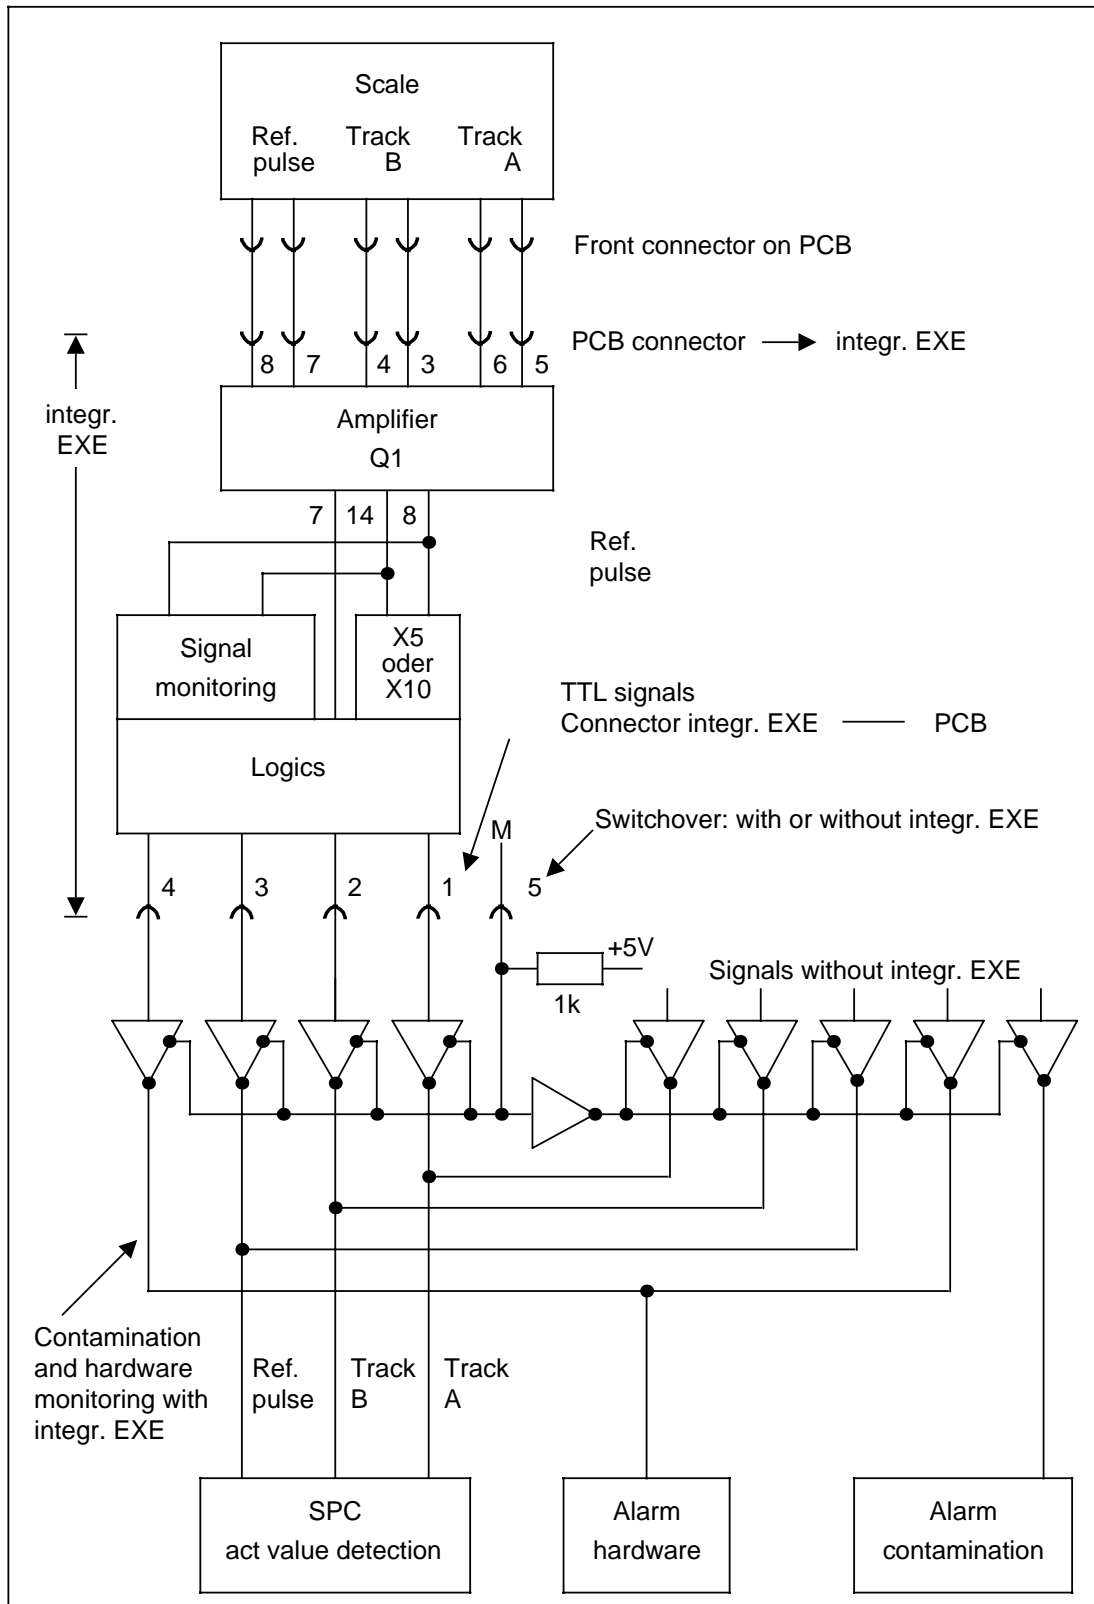 Scale
Ref.
pulse
Track
B
Track
A
Front connector on PCB
PCB connector
integr. EXE
8
7
4
3
6
5
integr.
EXE
Amplifier
Q1
7
14
8
Ref.
pulse
Signal
monitoring
X5
oder
X10
TTL signals
Connector integr. EXE
PCB
Logics
Switchover: with or without integr. EXE
M
4
3
2
1
5
+5V
1k
Signals without integr. EXE
Contamination
and hardware
monitoring with
integr. EXE
Ref.
pulse
Track
B
Track
A
SPC
act value detection
Alarm
hardware
Alarm
contamination